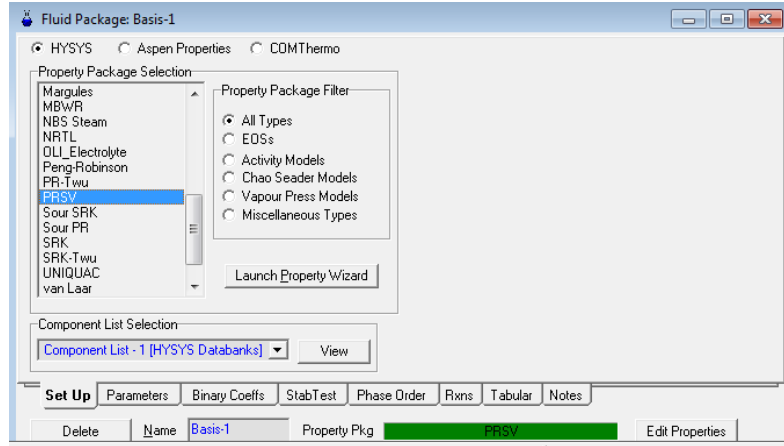 Fluid Package: Basis-1
HYSYS Aspen Properties COMThermo
Property Package Selection
Margules
MBWR
NBS Steam
NRTL
OLI_Electrolyte
Peng-Robinson
PR-Twu
PRSV
Sour SRK
Sour PR
SRK
SRK-Twu
UNIQUAC
van Laar
Property Package Filter
All Types
EOSs
Activity Models
Chao Seader Models
Vapour Press Models
Miscellaneous Types
Launch Property Wizard
Component List Selection
Component List - 1 [HYSYS Databanks] View
Set Up Parameters Binary Coeffs StabTest Phase Order Rxns Tabular Notes
Delete Name Basis-1 Property Pkg PRSV Edit Properties